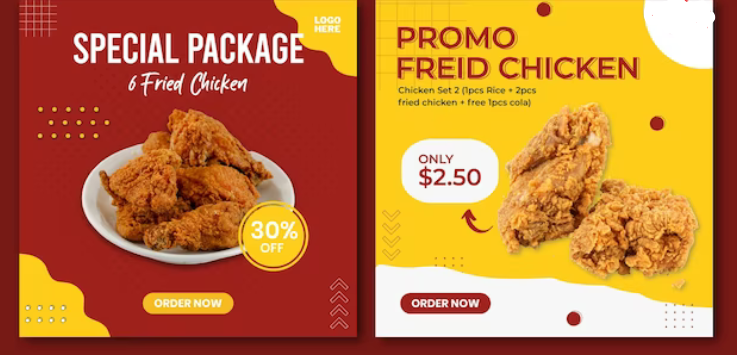 LOGO
HERE
SPECIAL PACKAGE
6 Fried Chicken
30%
OFF
ORDER NOW
PROMO
FREID CHICKEN
Chicken Set 2 (1pcs Rice + 2pcs
fried chicken + free 1pcs cola)
ONLY
$2.50
ORDER NOW